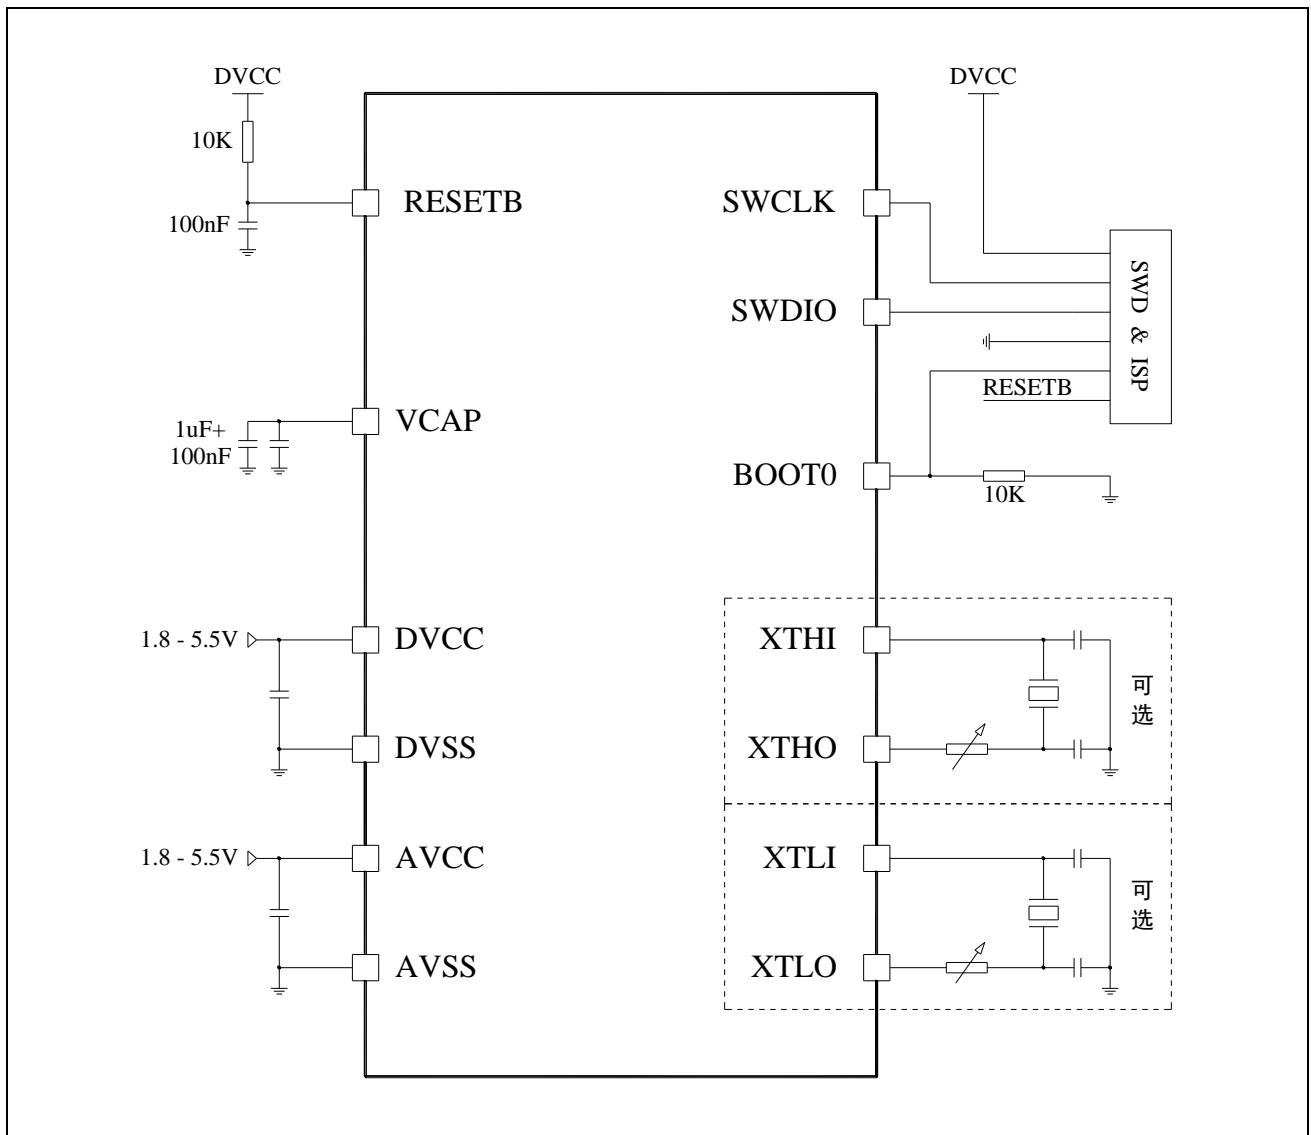 DVCC
10K
RESETB
100nF
VCAP
1uF+
100nF
1.8 - 5.5V
DVCC
DVSS
1.8 - 5.5V
AVCC
AVSS
DVCC
SWCLK
SWDIO
SWD & ISP
RESETB
BOOT0
10K
XTHI
XTHO
可
选
XTLI
XTLO
可
选